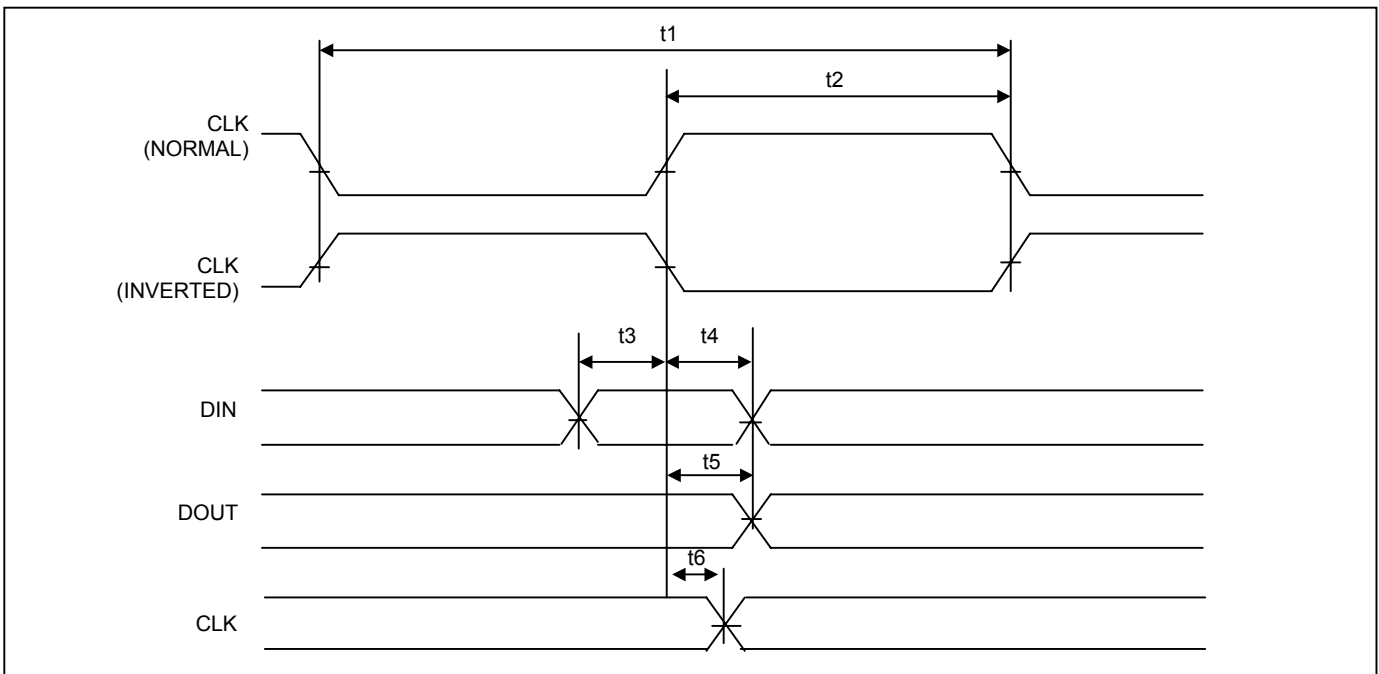 t1
t2
CLK
(NORMAL)
CLK
(INVERTED)
t3
t4
DIN
t5
DOUT
t6
CLK